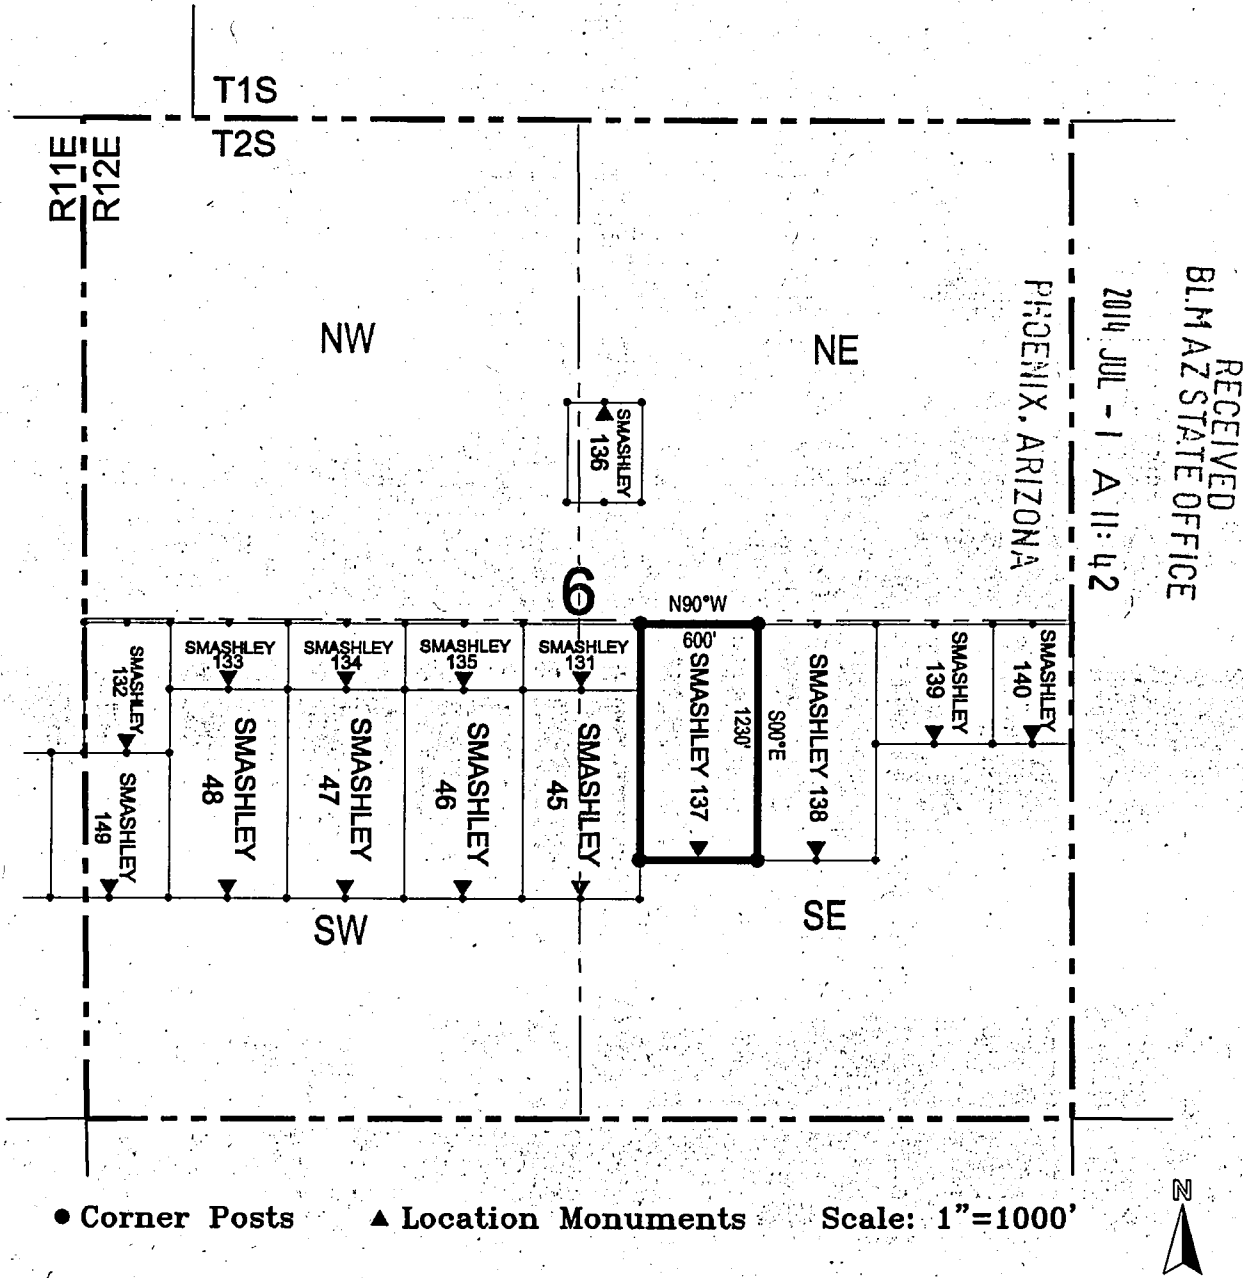 T1S
T2S
R11E
R12E
NW
NE
SMASHLEY
136
RECEIVED
BLM AZ STATE OFFICE
2014 JUL -1 A 11:42
PHOENIX, ARIZONA
6
N90°W
600'
SMASHLEY 137
1230'
S00°E
SMASHLEY
132
SMASHLEY
133
SMASHLEY
134
SMASHLEY
135
SMASHLEY
131
SMASHLEY 138
SMASHLEY
139
SMASHLEY
140
SMASHLEY
149
SMASHLEY
48
SMASHLEY
47
SMASHLEY
46
SMASHLEY
45
SW
SE
Corner Posts
Location Monuments
Scale: 1"=1000'
N